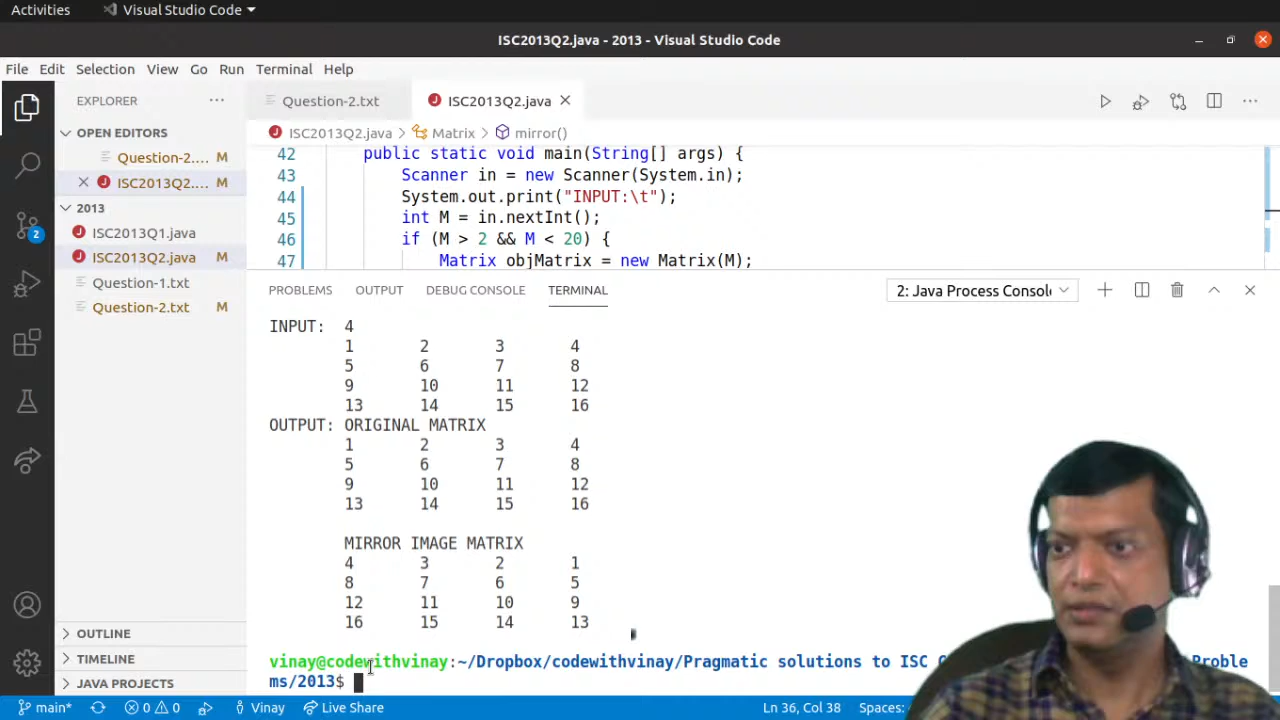 Activities Visual Studio Code
ISC2013Q2.java - 2013 - Visual Studio Code
File Edit Selection View Go Run Terminal Help
EXPLORER
Question-2.txt ISC2013Q2.java
OPEN EDITORS
ISC2013Q2.java > Matrix > mirror()
Question-2.... M
ISC2013Q2.... M
2013
ISC2013Q1.java
ISC2013Q2.java M
Question-1.txt
Question-2.txt M
2
42 public static void main(String[] args) {
43 Scanner in = new Scanner(System.in);
44 System.out.print("INPUT:\t");
45 int M = in.nextInt();
46 if (M > 2 && M < 20) {
47 Matrix objMatrix = new Matrix(M);
PROBLEMS OUTPUT DEBUG CONSOLE TERMINAL
2: Java Process Consol
INPUT: 4
1 2 3 4
5 6 7 8
9 10 11 12
13 14 15 16
OUTPUT: ORIGINAL MATRIX
1 2 3 4
5 6 7 8
9 10 11 12
13 14 15 16
MIRROR IMAGE MATRIX
4 3 2 1
8 7 6 5
12 11 10 9
16 15 14 13
vinay@codewithvinay:~/Dropbox/codewithvinay/Pragmatic solutions to ISC Proble
ms/2013$
OUTLINE
TIMELINE
JAVA PROJECTS
main* 0 0 Vinay Live Share Ln 36, Col 38 Spaces: